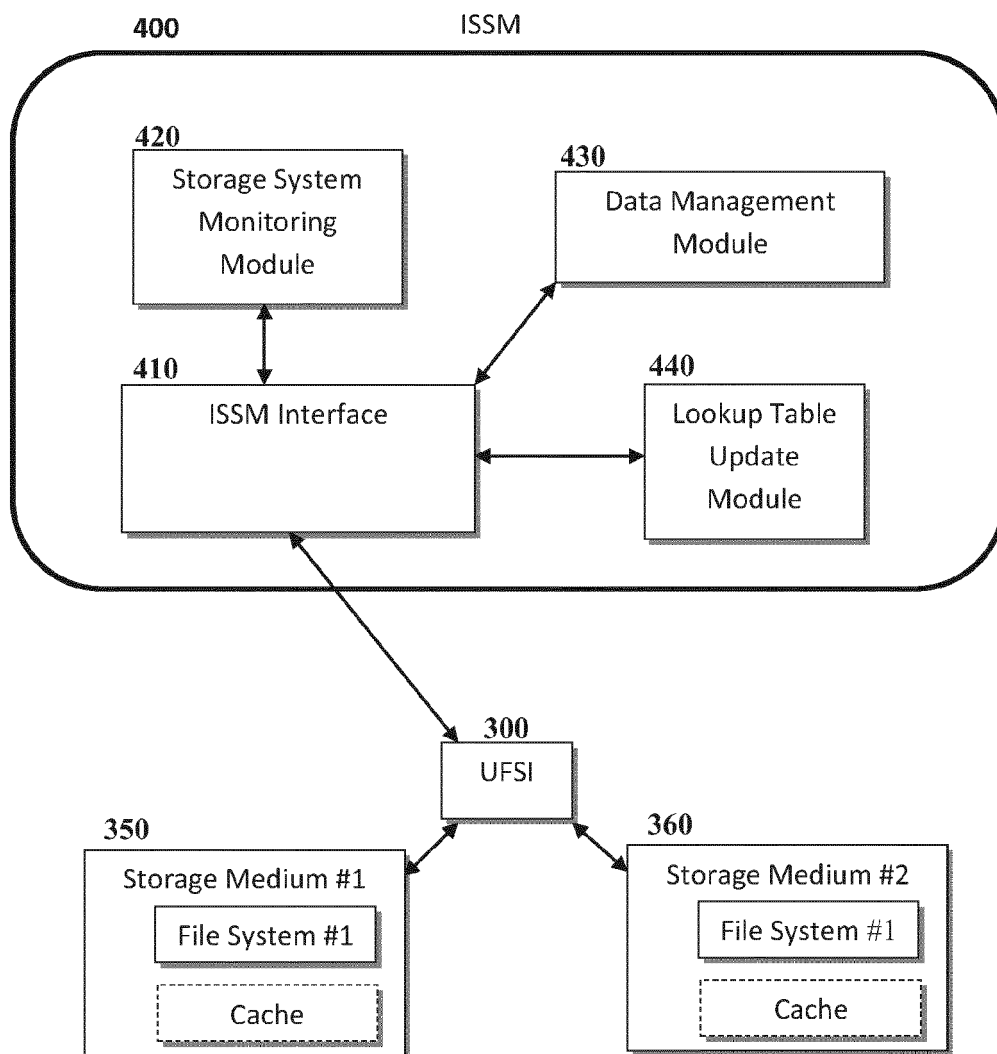 400
ISSM
420
Storage System
Monitoring
Module
430
Data Management
Module
410
ISSM Interface
440
Lookup Table
Update
Module
300
UFSI
350
Storage Medium #1
File System #1
Cache
360
Storage Medium #2
File System #1
Cache